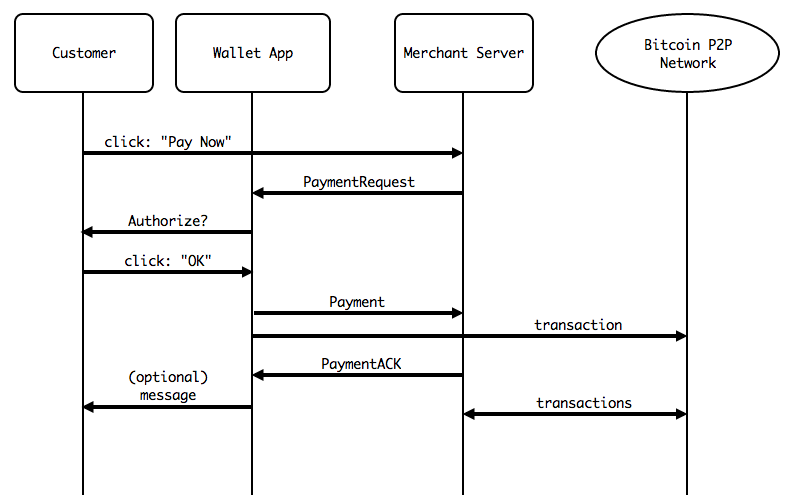 Customer
Wallet App
Merchant Server
Bitcoin P2P
Network
click: "Pay Now"
PaymentRequest
Authorize?
click: "OK"
Payment
transaction
PaymentACK
(optional)
message
transactions